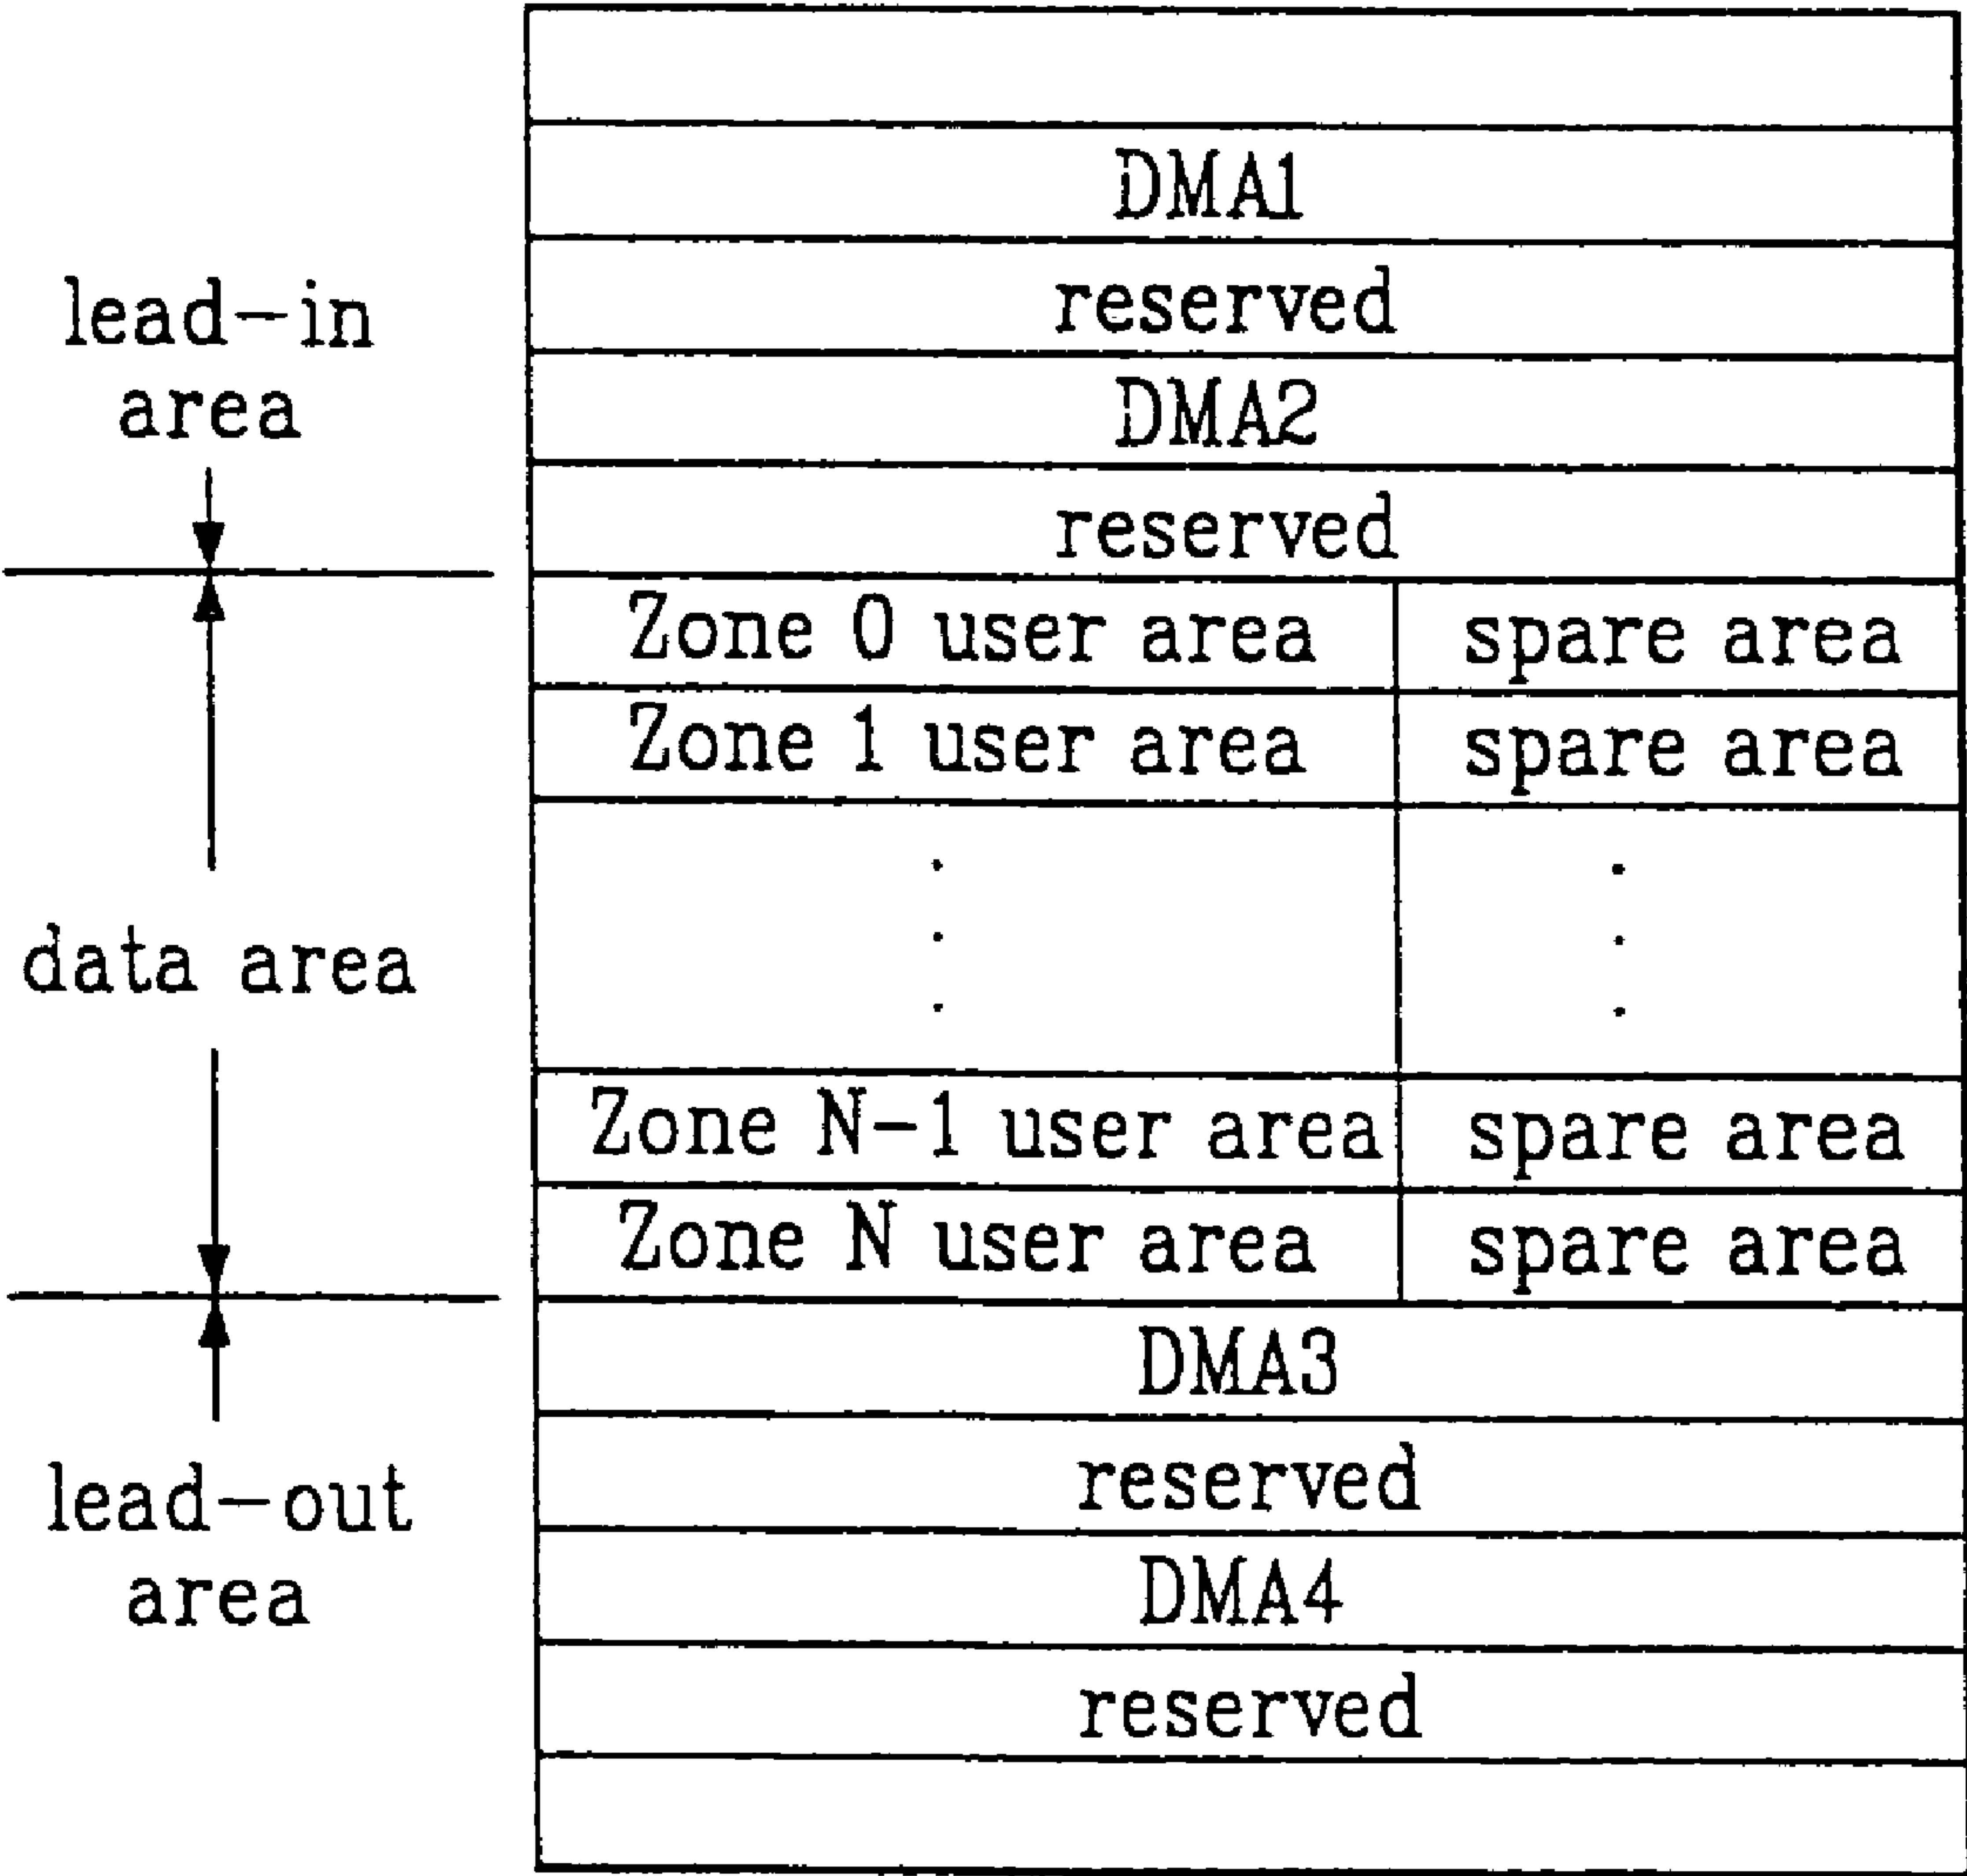 DMA1
reserved
lead-in
area
DMA2
reserved
Zone 0 user area spare area
Zone 1 user area spare area
data area
Zone N-1 user area spare area
Zone N user area spare area
DMA3
reserved
lead-out
area
DMA4
reserved